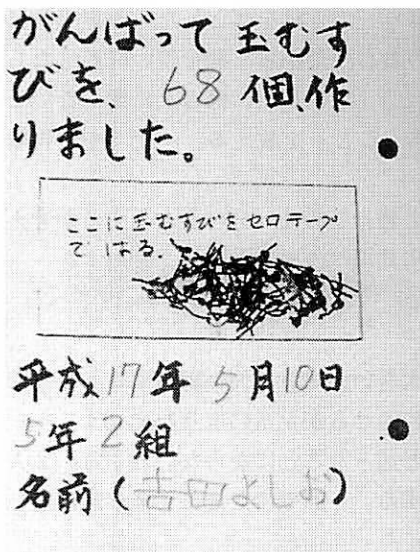 がんばって玉むす
びを、68個、作
りました。
ここに玉むすびをセロテープ
ではる.
平成17年5月10日
5年2組
名前(吉田よしお)